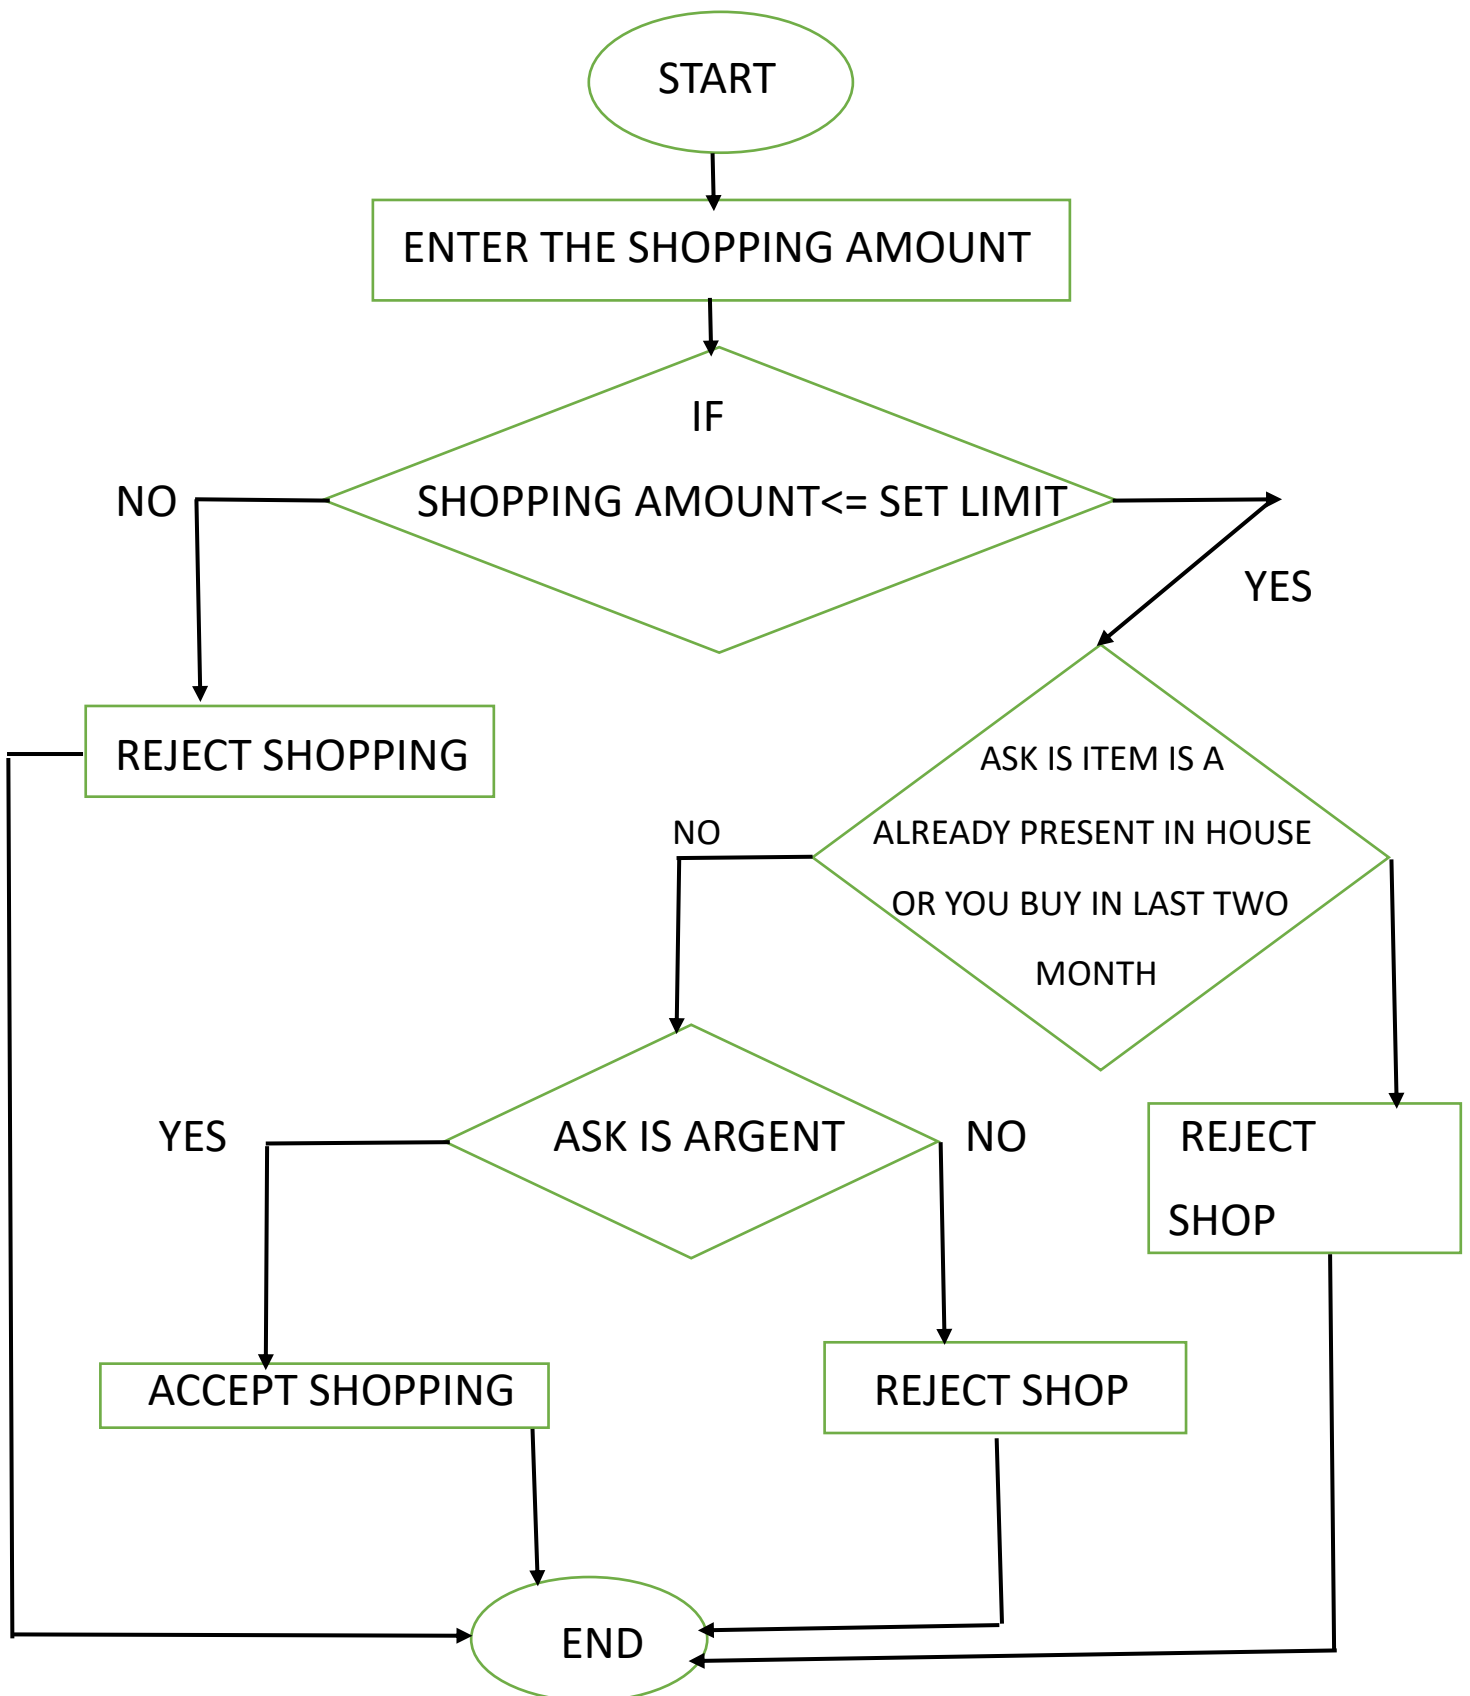 START
ENTER THE SHOPPING AMOUNT
IF
NO
SHOPPING AMOUNT<= SET LIMIT
YES
REJECT SHOPPING
ASK IS ITEM IS A
NO
ALREADY PRESENT IN HOUSE
OR YOU BUY IN LAST TWO
MONTH
YES
ASK IS ARGENT
NO
REJECT
SHOP
ACCEPT SHOPPING
REJECT SHOP
END